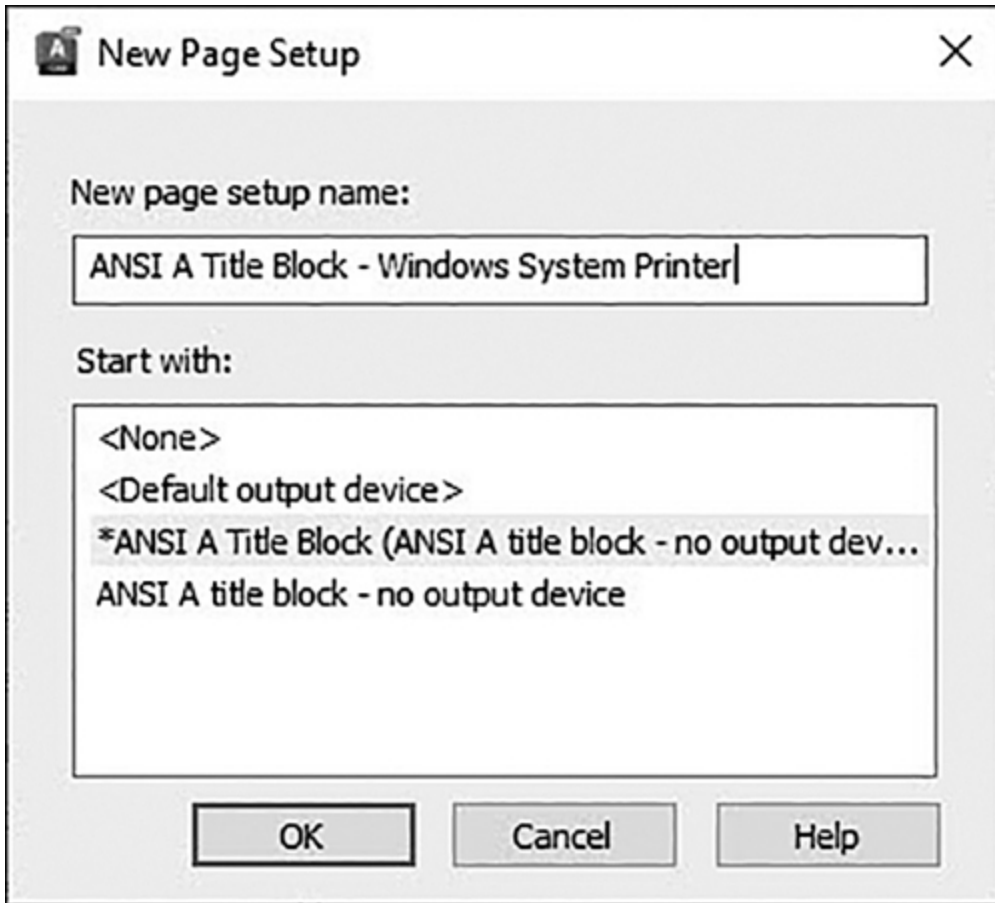 New Page Setup
New page setup name:
ANSI A Title Block - Windows System Printer
Start with:
<None>
<Default output device>
*ANSI A Title Block (ANSI A title block - no output dev...
ANSI A title block - no output device
OK
Cancel
Help